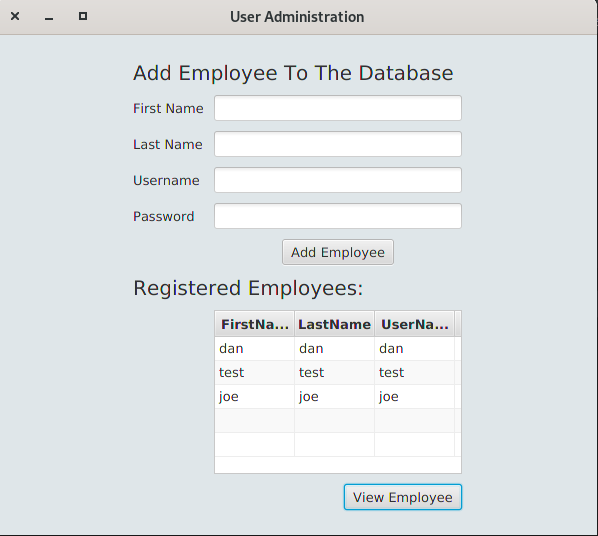 User Administration
Add Employee To The Database
First Name
Last Name
Username
Password
Add Employee
Registered Employees:
FirstNa... LastName UserNa...
dan dan dan
test test test
joe joe joe
View Employee